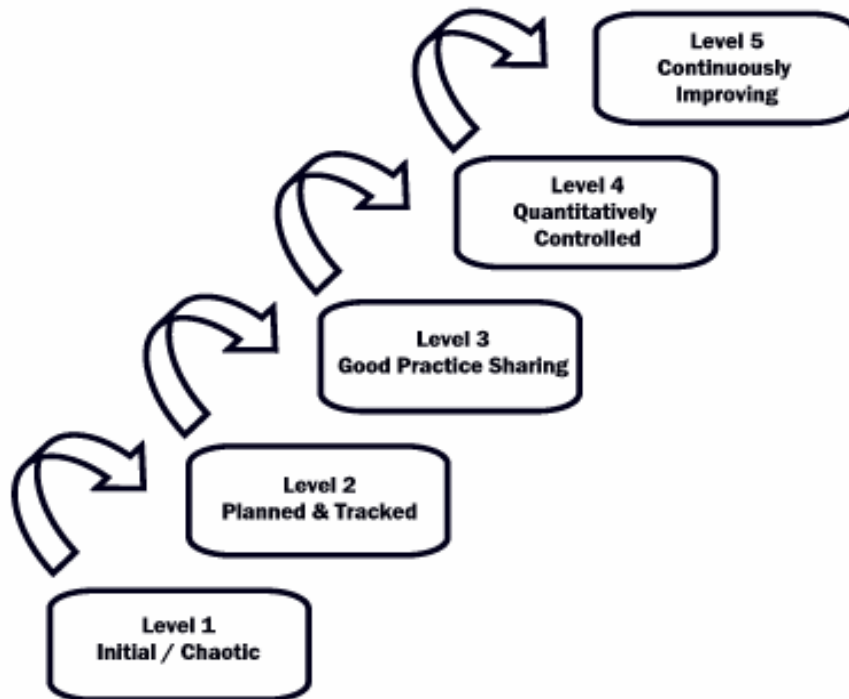 Level 5
Continuously
Improving
Level 4
Quantitatively
Controlled
Level 3
Good Practice Sharing
Level 2
Planned & Tracked
Level 1
Initial / Chaotic